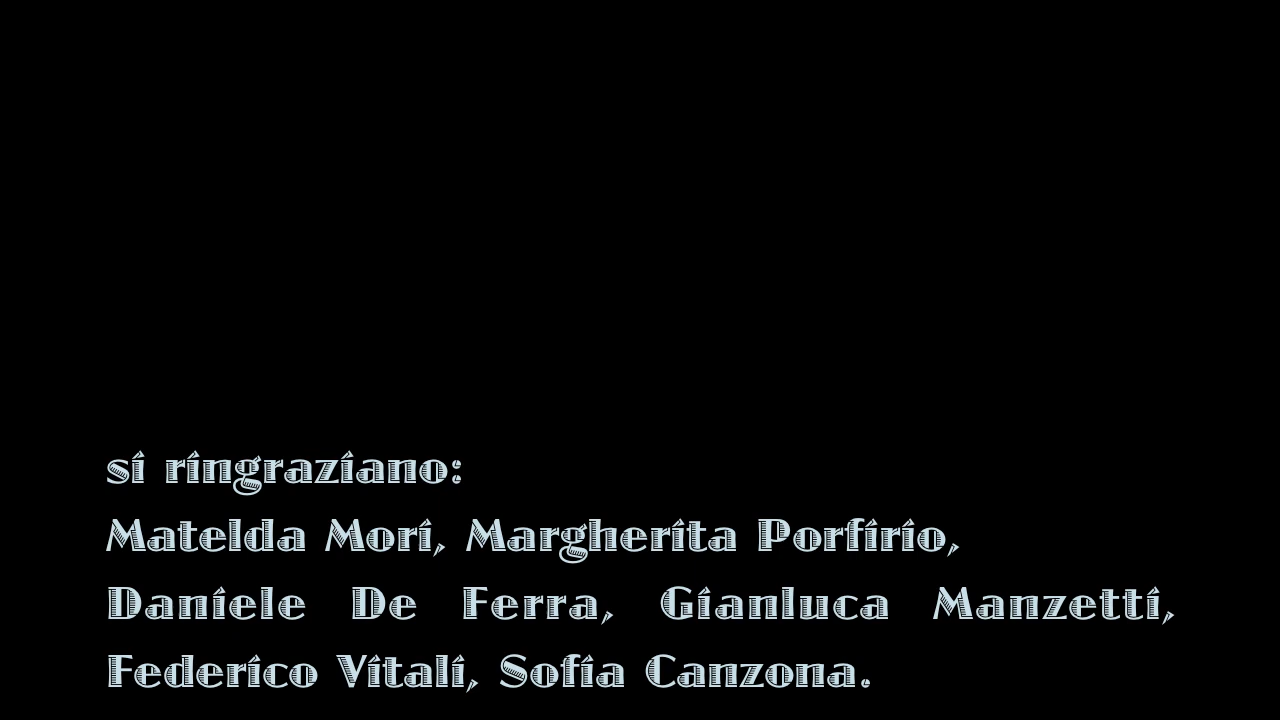 si ringraziano:
Matelda Mori, Margherita Porfirio,
Daniele De Ferra, Gianluca Manzetti,
Federico Vitali, Sofia Canzona.